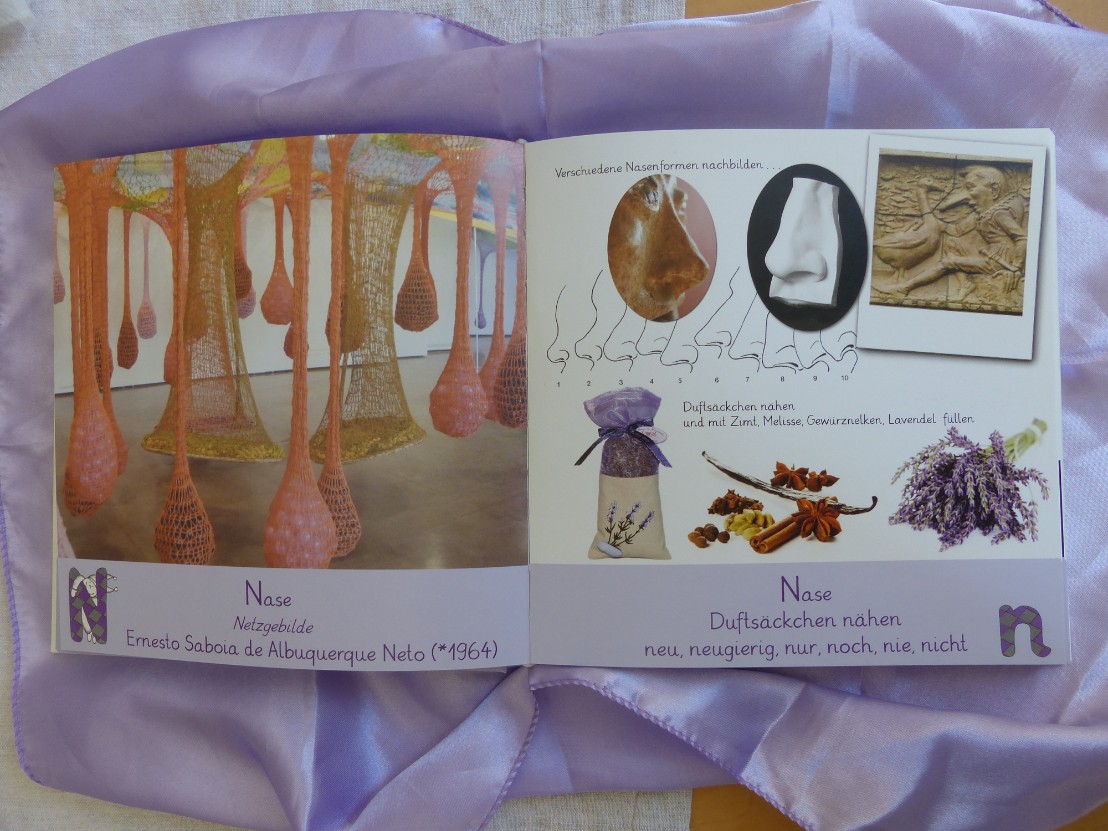 N
Nase
Netzgebilde
Ernesto Saboia de Albuquerque Neto (*1964)
Verschiedene Nasenformen nachbilden...
1 2 3 4 5 6 7 8 9 10
Duftsäckchen nähen
und mit Zimt, Melisse, Gewürznelken, Lavendel füllen
Nase
Duftsäckchen nähen
neu, neugierig, nur, noch, nie, nicht
n